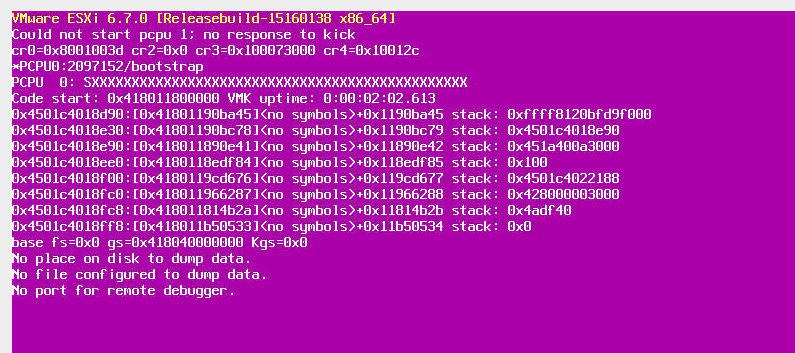 VMware ESXi 6.7.0 [Releasebuild-15160138 x86_64]
Could not start pcpu 1; no response to kick
cr0=0x8001003d cr2=0x0 cr3=0x100073000 cr4=0x10012c
*PCPU0:2097152/bootstrap
PCPU  0: SXXXXXXXXXXXXXXXXXXXXXXXXXXXXXXXXXXXXXXXXXXXXXXX
Code start: 0x418011800000 VMK uptime: 0:00:02:02.613
0x4501c4018d90:[0x41801190ba45]<no symbols>+0x1190ba45 stack: 0xffff8120bfd9f000
0x4501c4018e30:[0x41801190bc78]<no symbols>+0x1190bc79 stack: 0x4501c4018e90
0x4501c4018e90:[0x418011890e41]<no symbols>+0x11890e42 stack: 0x451a400a3000
0x4501c4018ee0:[0x4180118edf84]<no symbols>+0x118edf85 stack: 0x100
0x4501c4018f00:[0x4180119cd676]<no symbols>+0x119cd677 stack: 0x4501c4022188
0x4501c4018fc0:[0x418011966287]<no symbols>+0x11966288 stack: 0x428000003000
0x4501c4018fc8:[0x418011814b2a]<no symbols>+0x11814b2b stack: 0x4adf40
0x4501c4018ff8:[0x418011b50533]<no symbols>+0x11b50534 stack: 0x0
base fs=0x0 gs=0x418040000000 Kgs=0x0
No place on disk to dump data.
No file configured to dump data.
No port for remote debugger.